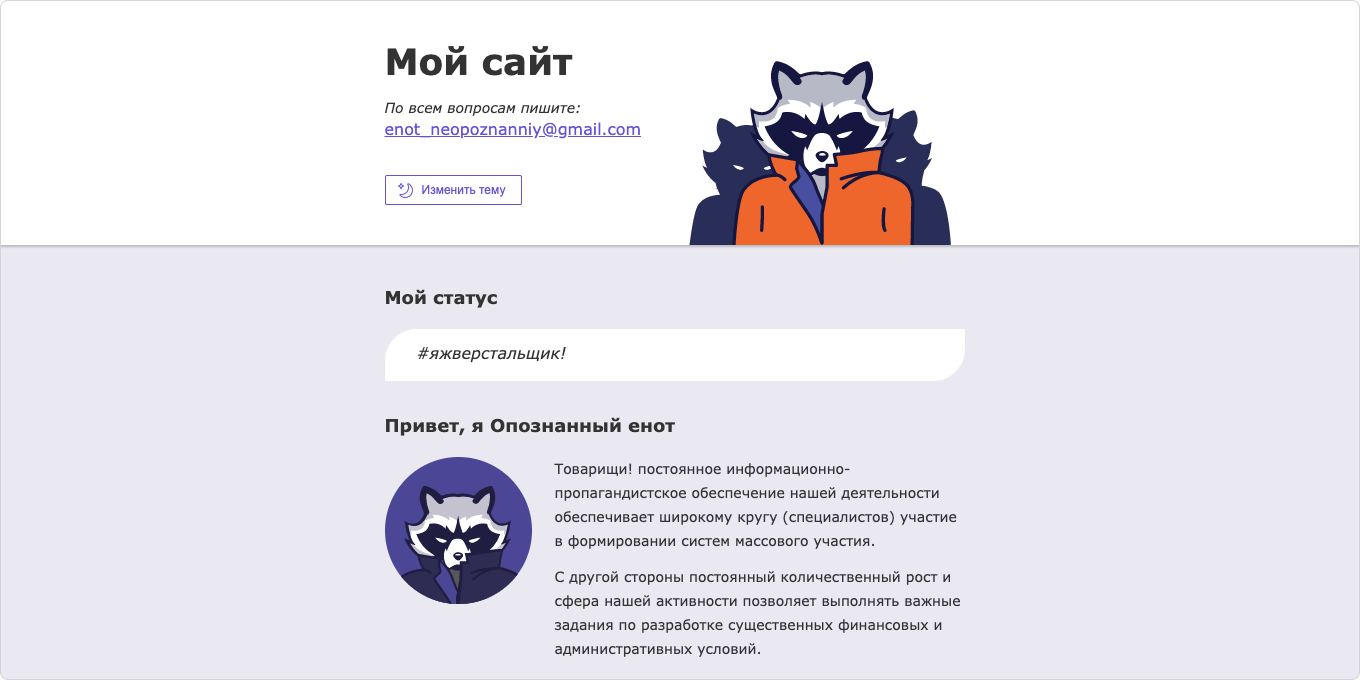 Мой сайт
По всем вопросам пишите:
enot_neopoznanniy@gmail.com
Изменить тему
Мой статус
#яжверстальщик!
Привет, я Опознанный енот
Товарищи! постоянное информационно-
пропагандистское обеспечение нашей деятельности
обеспечивает широкому кругу (специалистов) участие
в формировании систем массового участия.
С другой стороны постоянный количественный рост и
сфера нашей активности позволяет выполнять важные
задания по разработке существенных финансовых и
административных условий.